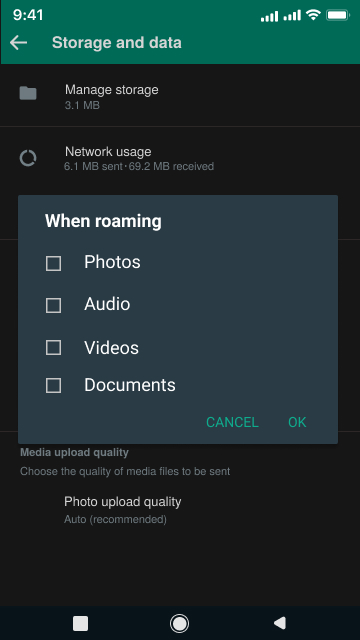 9:41
Storage and data
Manage storage
3.1 MB
Network usage
6.1 MB sent · 69.2 MB received
When roaming
Photos
Audio
Videos
Documents
CANCEL OK
Media upload quality
Choose the quality of media files to be sent
Photo upload quality
Auto (recommended)